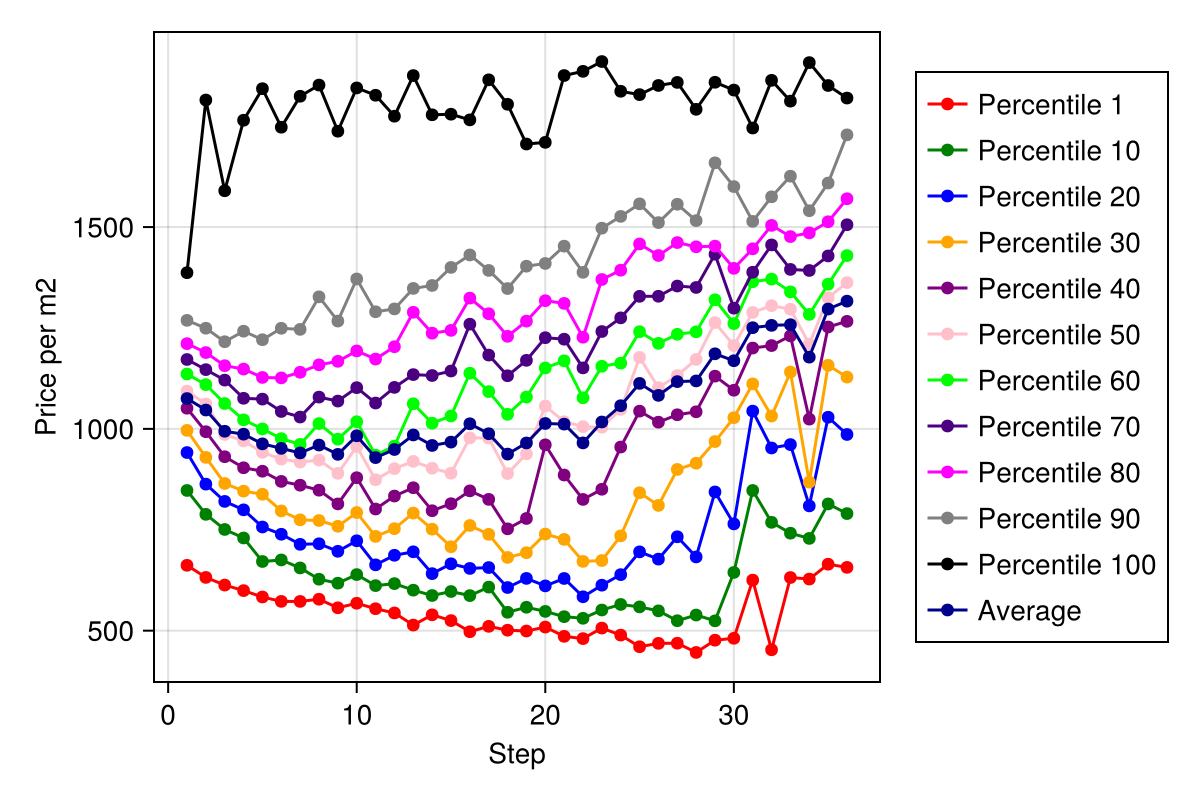 1500
1000
500
0 10 20 30
Price per m2
Step
Percentile 1
Percentile 10
Percentile 20
Percentile 30
Percentile 40
Percentile 50
Percentile 60
Percentile 70
Percentile 80
Percentile 90
Percentile 100
Average